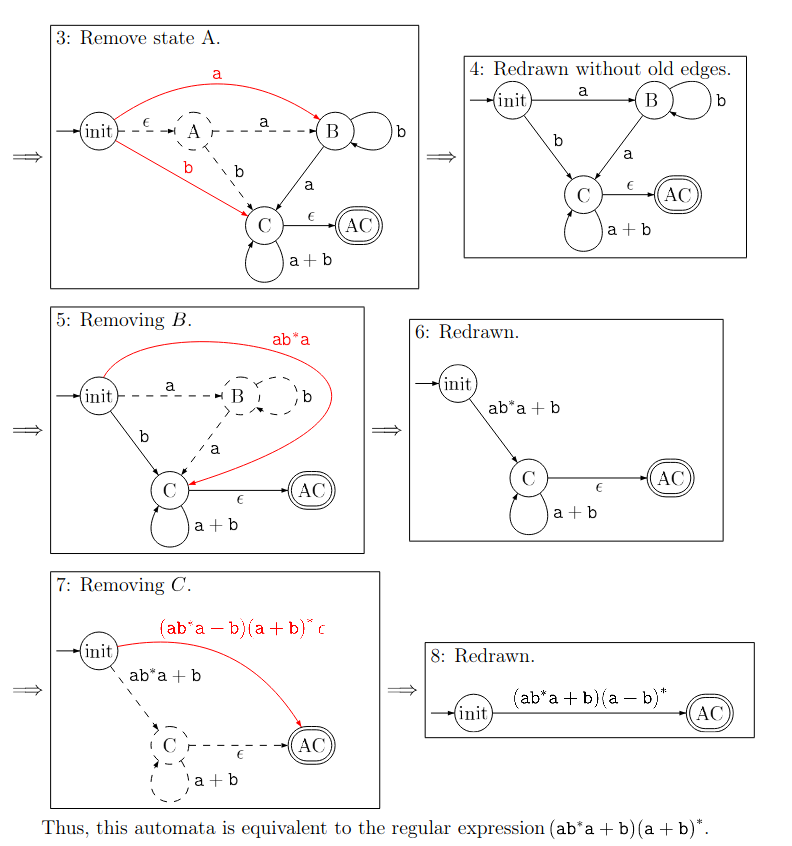 3: Remove state A.
a
init
ϵ
A
a
B
b
b
b
a
C
ϵ
AC
a + b
⟹
4: Redrawn without old edges.
init
a
B
b
b
a
C
ϵ
AC
a + b
⟹
5: Removing B.
ab*a
init
a
B
b
b
a
C
ϵ
AC
a + b
⟹
6: Redrawn.
init
ab*a + b
C
ϵ
AC
a + b
⟹
7: Removing C.
(ab*a − b)(a + b)* ϵ
init
ab*a + b
C
ϵ
AC
a + b
⟹
8: Redrawn.
(ab*a + b)(a − b)*
init
AC
Thus, this automata is equivalent to the regular expression (ab*a + b)(a + b)*.